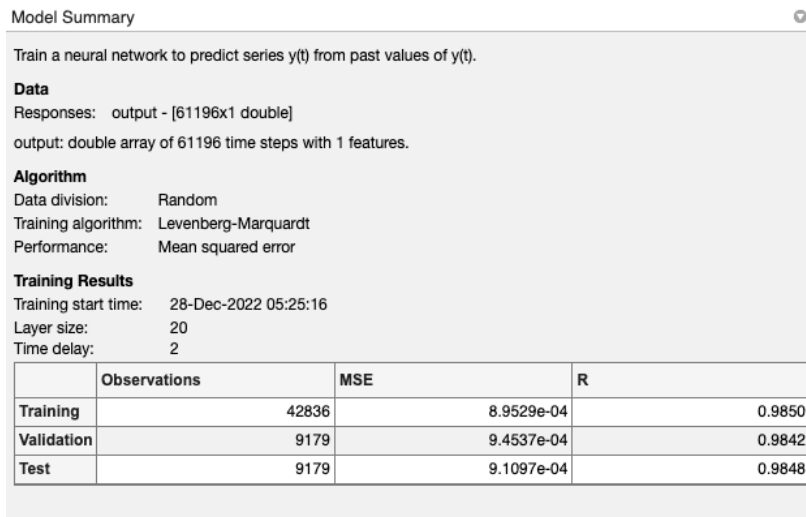 Model Summary
Train a neural network to predict series y(t) from past values of y(t).
Data
Responses: output - [61196x1 double]
output: double array of 61196 time steps with 1 features.
Algorithm
Data division: Random
Training algorithm: Levenberg-Marquardt
Performance: Mean squared error
Training Results
Training start time: 28-Dec-2022 05:25:16
Layer size: 20
Time delay: 2
Observations MSE R
Training 42836 8.9529e-04 0.9850
Validation 9179 9.4537e-04 0.9842
Test 9179 9.1097e-04 0.9848